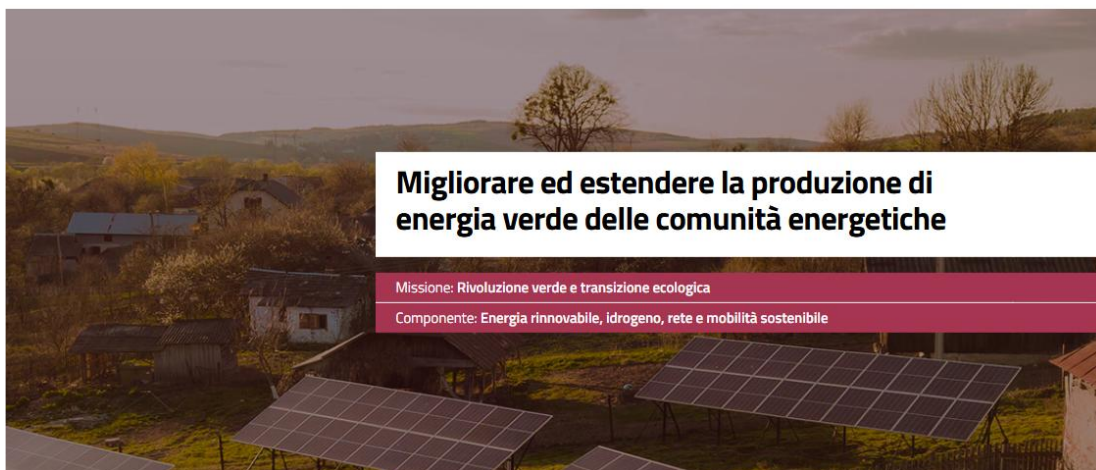 Migliorare ed estendere la produzione di
energia verde delle comunità energetiche
Missione: Rivoluzione verde e transizione ecologica
Componente: Energia rinnovabile, idrogeno, rete e mobilità sostenibile